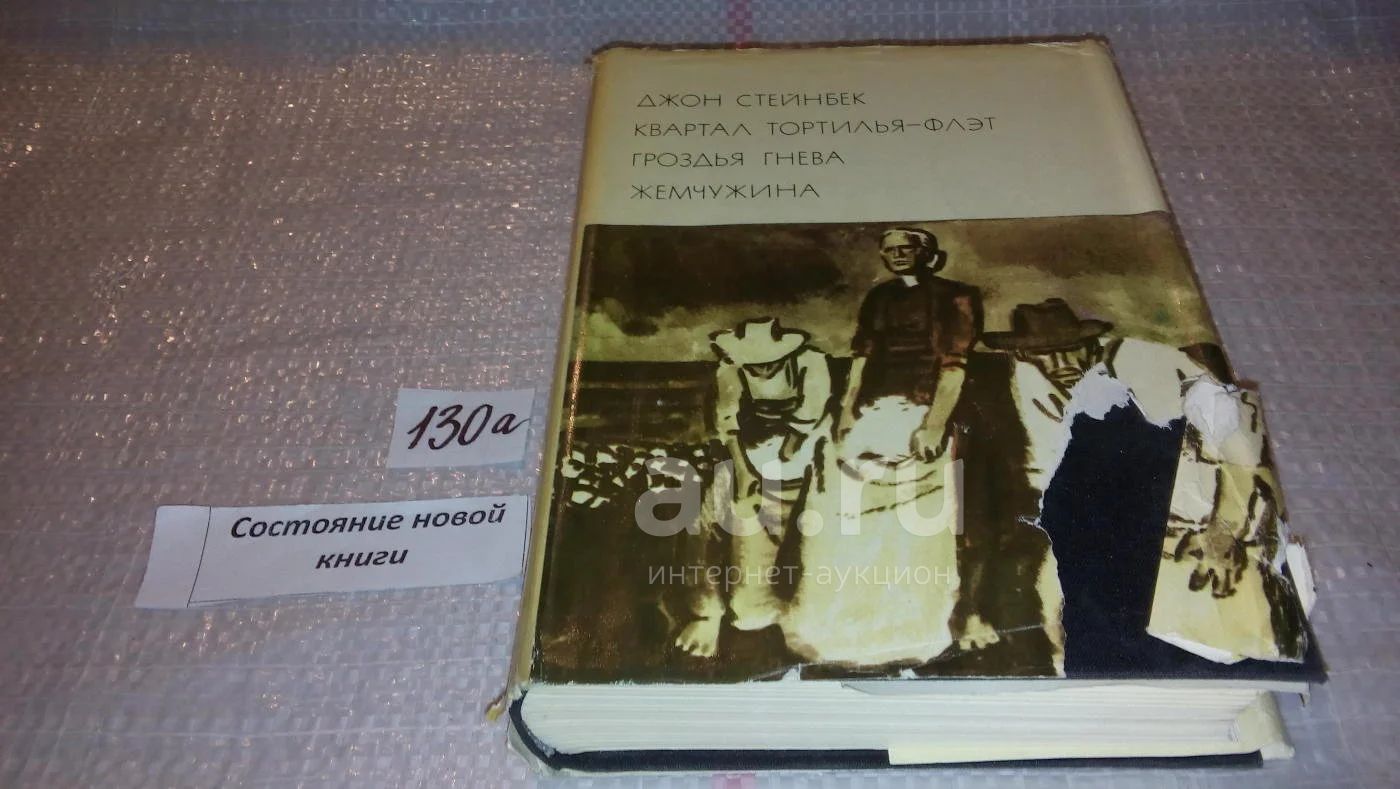 ДЖОН СТЕЙНБЕК
КВАРТАЛ ТОРТИЛЬЯ-ФЛЭТ
ГРОЗДЬЯ ГНЕВА
ЖЕМЧУЖИНА
130а
Состояние новой
книги
au.ru
интернет-аукцион